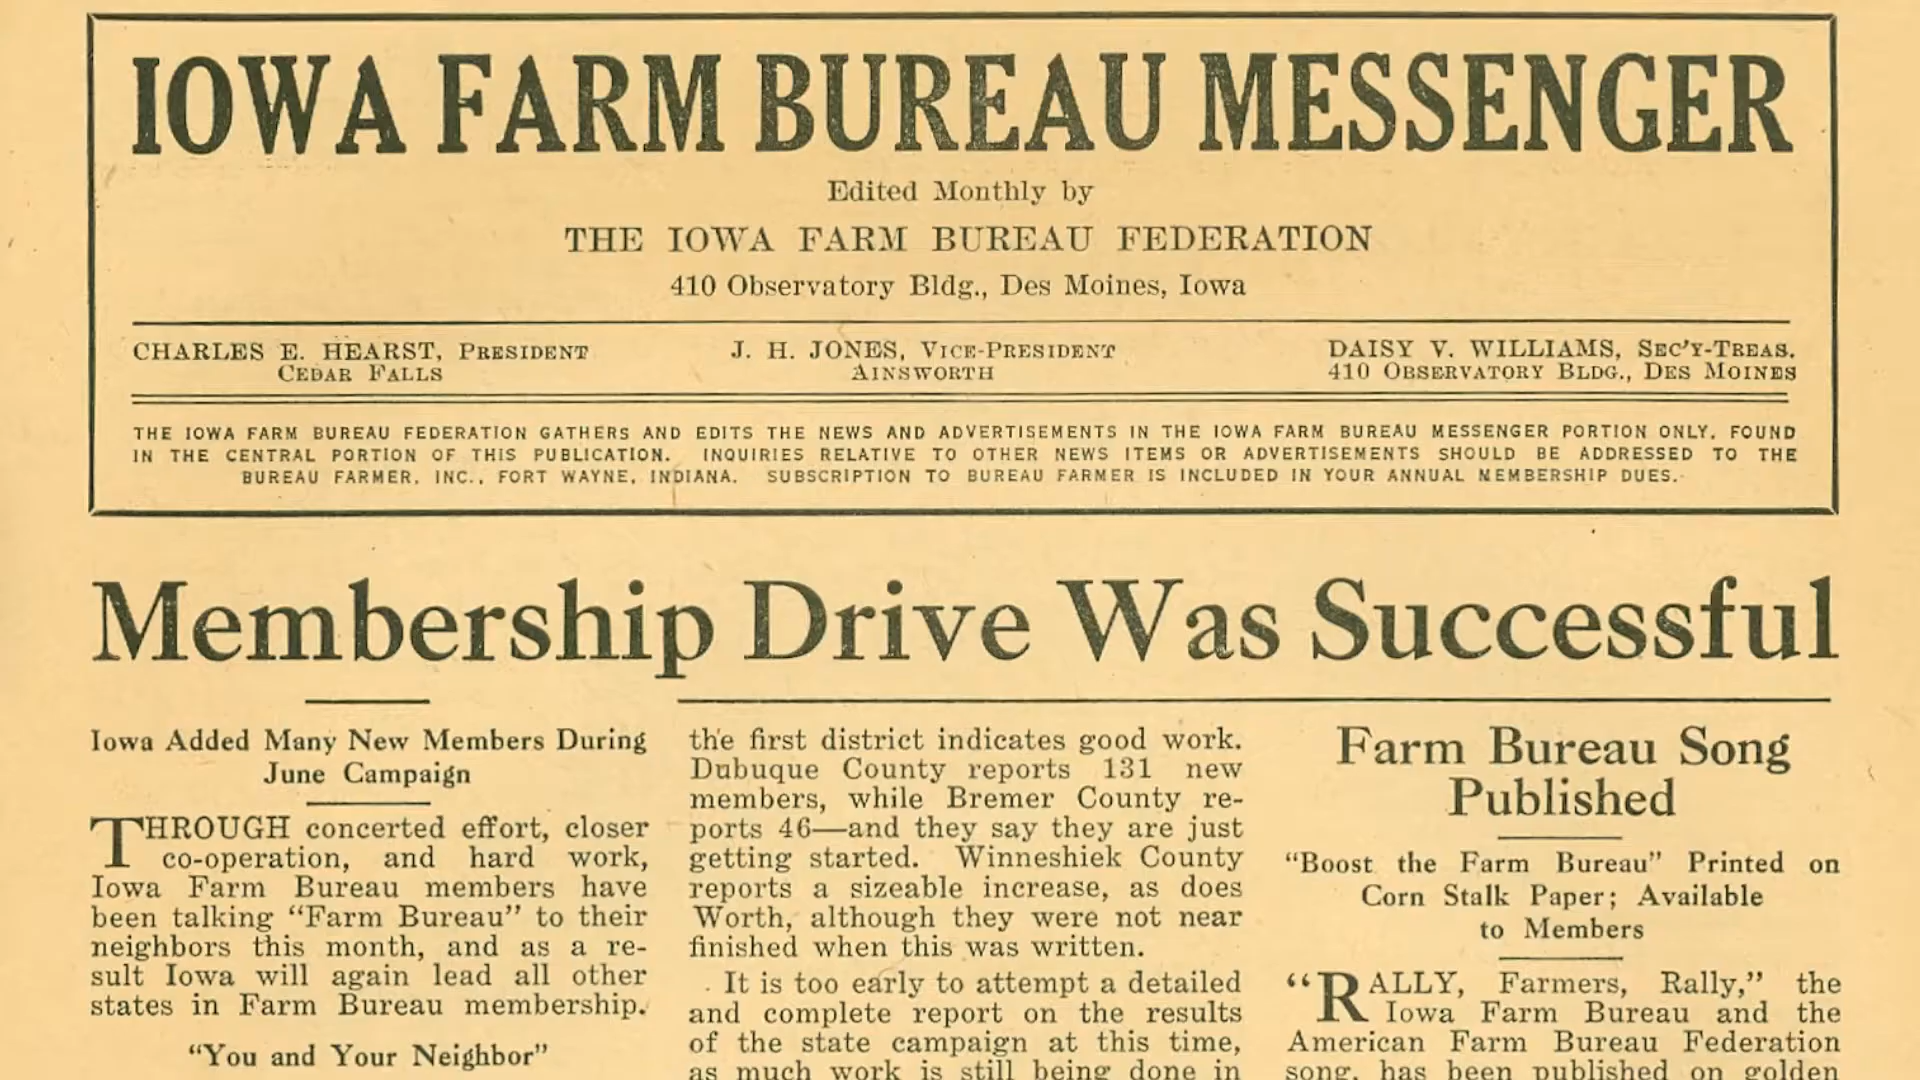 IOWA FARM BUREAU MESSENGER
Edited Monthly by
THE IOWA FARM BUREAU FEDERATION
410 Observatory Bldg., Des Moines, Iowa
CHARLES E. HEARST, PRESIDENT
CEDAR FALLS
J. H. JONES, VICE-PRESIDENT
AINSWORTH
DAISY V. WILLIAMS, SEC'Y-TREAS.
410 OBSERVATORY BLDG., DES MOINES
THE IOWA FARM BUREAU FEDERATION GATHERS AND EDITS THE NEWS AND ADVERTISEMENTS IN THE IOWA FARM BUREAU MESSENGER PORTION ONLY, FOUND
IN THE CENTRAL PORTION OF THIS PUBLICATION. INQUIRIES RELATIVE TO OTHER NEWS ITEMS OR ADVERTISEMENTS SHOULD BE ADDRESSED TO THE
BUREAU FARMER, INC., FORT WAYNE, INDIANA. SUBSCRIPTION TO BUREAU FARMER IS INCLUDED IN YOUR ANNUAL MEMBERSHIP DUES.
Membership Drive Was Successful
Iowa Added Many New Members During
June Campaign
THROUGH concerted effort, closer
co-operation, and hard work,
Iowa Farm Bureau members have
been talking “Farm Bureau” to their
neighbors this month, and as a re-
sult Iowa will again lead all other
states in Farm Bureau membership.
“You and Your Neighbor”
the first district indicates good work.
Dubuque County reports 131 new
members, while Bremer County re-
ports 46—and they say they are just
getting started. Winneshiek County
reports a sizeable increase, as does
Worth, although they were not near
finished when this was written.
It is too early to attempt a detailed
and complete report on the results
of the state campaign at this time,
as much work is still being done in
Farm Bureau Song
Published
“Boost the Farm Bureau” Printed on
Corn Stalk Paper; Available
to Members
“RALLY, Farmers, Rally,” the
Iowa Farm Bureau and the
American Farm Bureau Federation
song, has been published on golden